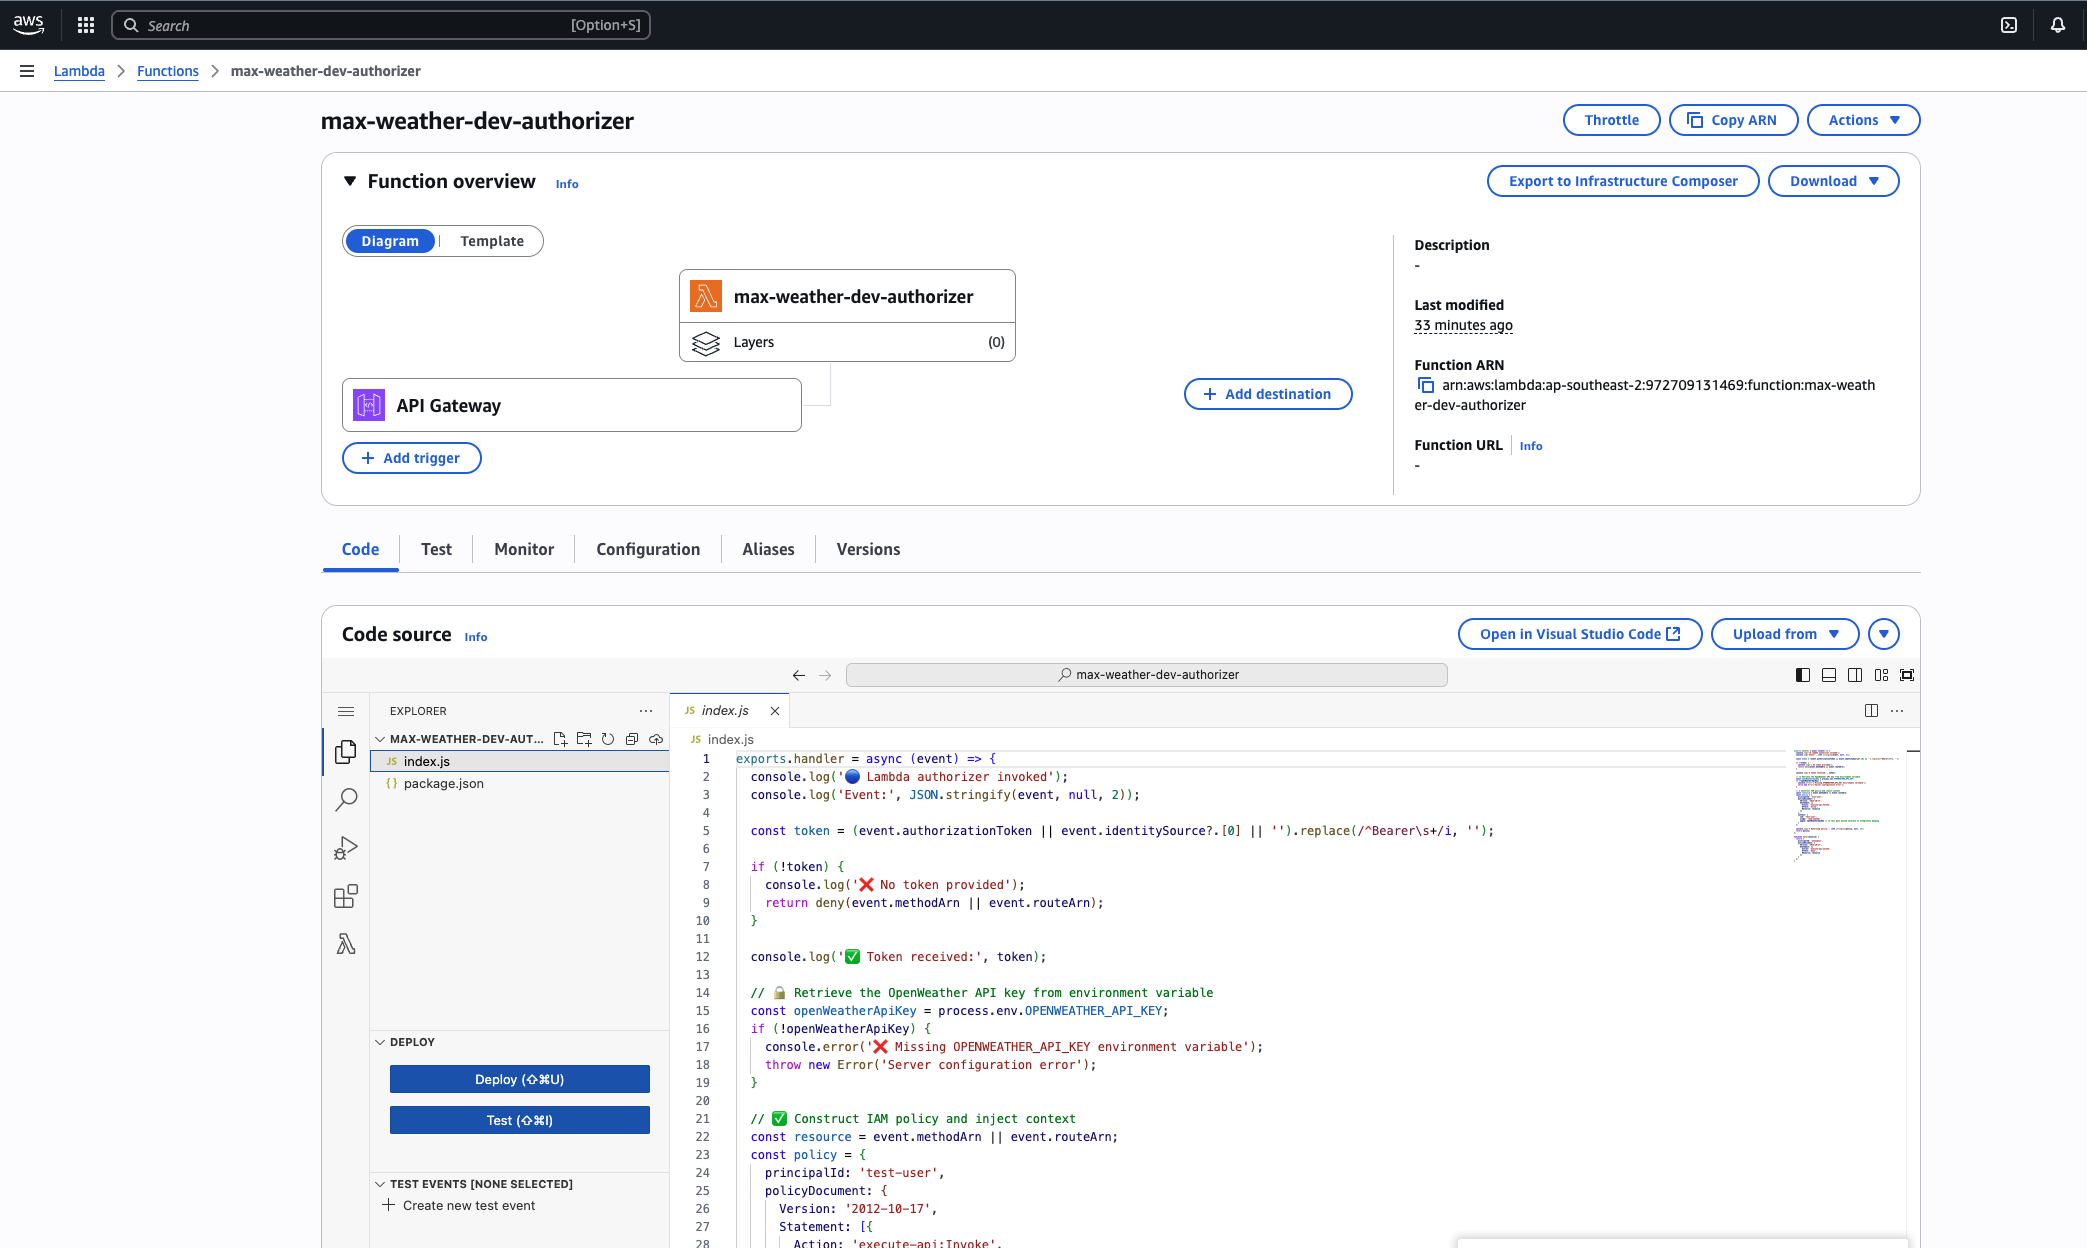 aws
Search [Option+S]
Lambda > Functions > max-weather-dev-authorizer
max-weather-dev-authorizer
Throttle
Copy ARN
Actions
Function overview Info
Export to Infrastructure Composer
Download
Diagram | Template
max-weather-dev-authorizer
Layers (0)
API Gateway
+ Add trigger
+ Add destination
Description
-
Last modified
33 minutes ago
Function ARN
arn:aws:lambda:ap-southeast-2:972709131469:function:max-weath
er-dev-authorizer
Function URL | Info
-
Code
Test
Monitor
Configuration
Aliases
Versions
Code source Info
Open in Visual Studio Code
Upload from
max-weather-dev-authorizer
EXPLORER
MAX-WEATHER-DEV-AUT...
JS index.js
{} package.json
DEPLOY
Deploy (⇧⌘U)
Test (⇧⌘I)
TEST EVENTS [NONE SELECTED]
+ Create new test event
JS index.js
JS index.js
1 exports.handler = async (event) => {
2 console.log('🔵 Lambda authorizer invoked');
3 console.log('Event:', JSON.stringify(event, null, 2));
4
5 const token = (event.authorizationToken || event.identitySource?.[0] || '').replace(/^Bearer\s+/i, '');
6
7 if (!token) {
8 console.log('❌ No token provided');
9 return deny(event.methodArn || event.routeArn);
10 }
11
12 console.log('✅ Token received:', token);
13
14 // 🔒 Retrieve the OpenWeather API key from environment variable
15 const openWeatherApiKey = process.env.OPENWEATHER_API_KEY;
16 if (!openWeatherApiKey) {
17 console.error('❌ Missing OPENWEATHER_API_KEY environment variable');
18 throw new Error('Server configuration error');
19 }
20
21 // ✅ Construct IAM policy and inject context
22 const resource = event.methodArn || event.routeArn;
23 const policy = {
24 principalId: 'test-user',
25 policyDocument: {
26 Version: '2012-10-17',
27 Statement: [{
28 Action: 'execute-api:Invoke',